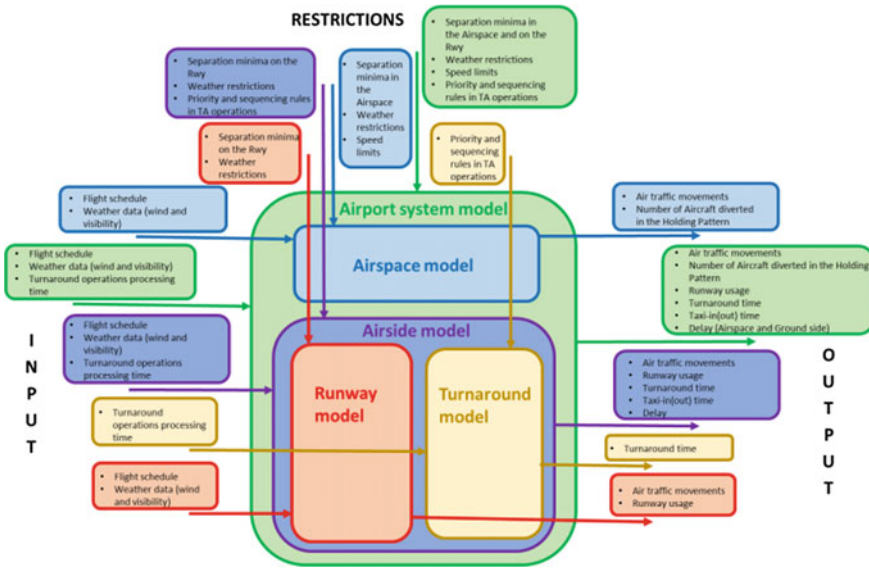 RESTRICTIONS
• Separation minima on the
Rwy
• Weather restrictions
• Priority and sequencing rules
in TA operations
• Separation minima
on the Rwy
• Weather
restrictions
• Separation
minima in
the
Airspace
• Weather
restrictions
• Speed
limits
• Separation minima in
the Airspace and on the
Rwy
• Weather restrictions
• Speed limits
• Priority and sequencing
rules in TA operations
• Priority and
sequencing
rules in TA
operations
INPUT
• Flight schedule
• Weather data (wind and
visibility)
• Flight schedule
• Weather data (wind and visibility)
• Turnaround operations processing
time
• Flight schedule
• Weather data (wind and
visibility)
• Turnaround operations
processing time
• Turnaround
operations processing
time
• Flight schedule
• Weather data (wind
and visibility)
Airport system model
Airspace model
Airside model
Runway
model
Turnaround
model
• Air traffic movements
• Number of Aircraft diverted
in the Holding Pattern
• Air traffic movements
• Number of Aircraft diverted in the Holding
Pattern
• Runway usage
• Turnaround time
• Taxi-in(out) time
• Delay (Airspace and Ground side)
• Air traffic movements
• Runway usage
• Turnaround time
• Taxi-in(out) time
• Delay
• Turnaround time
• Air traffic movements
• Runway usage
OUTPUT